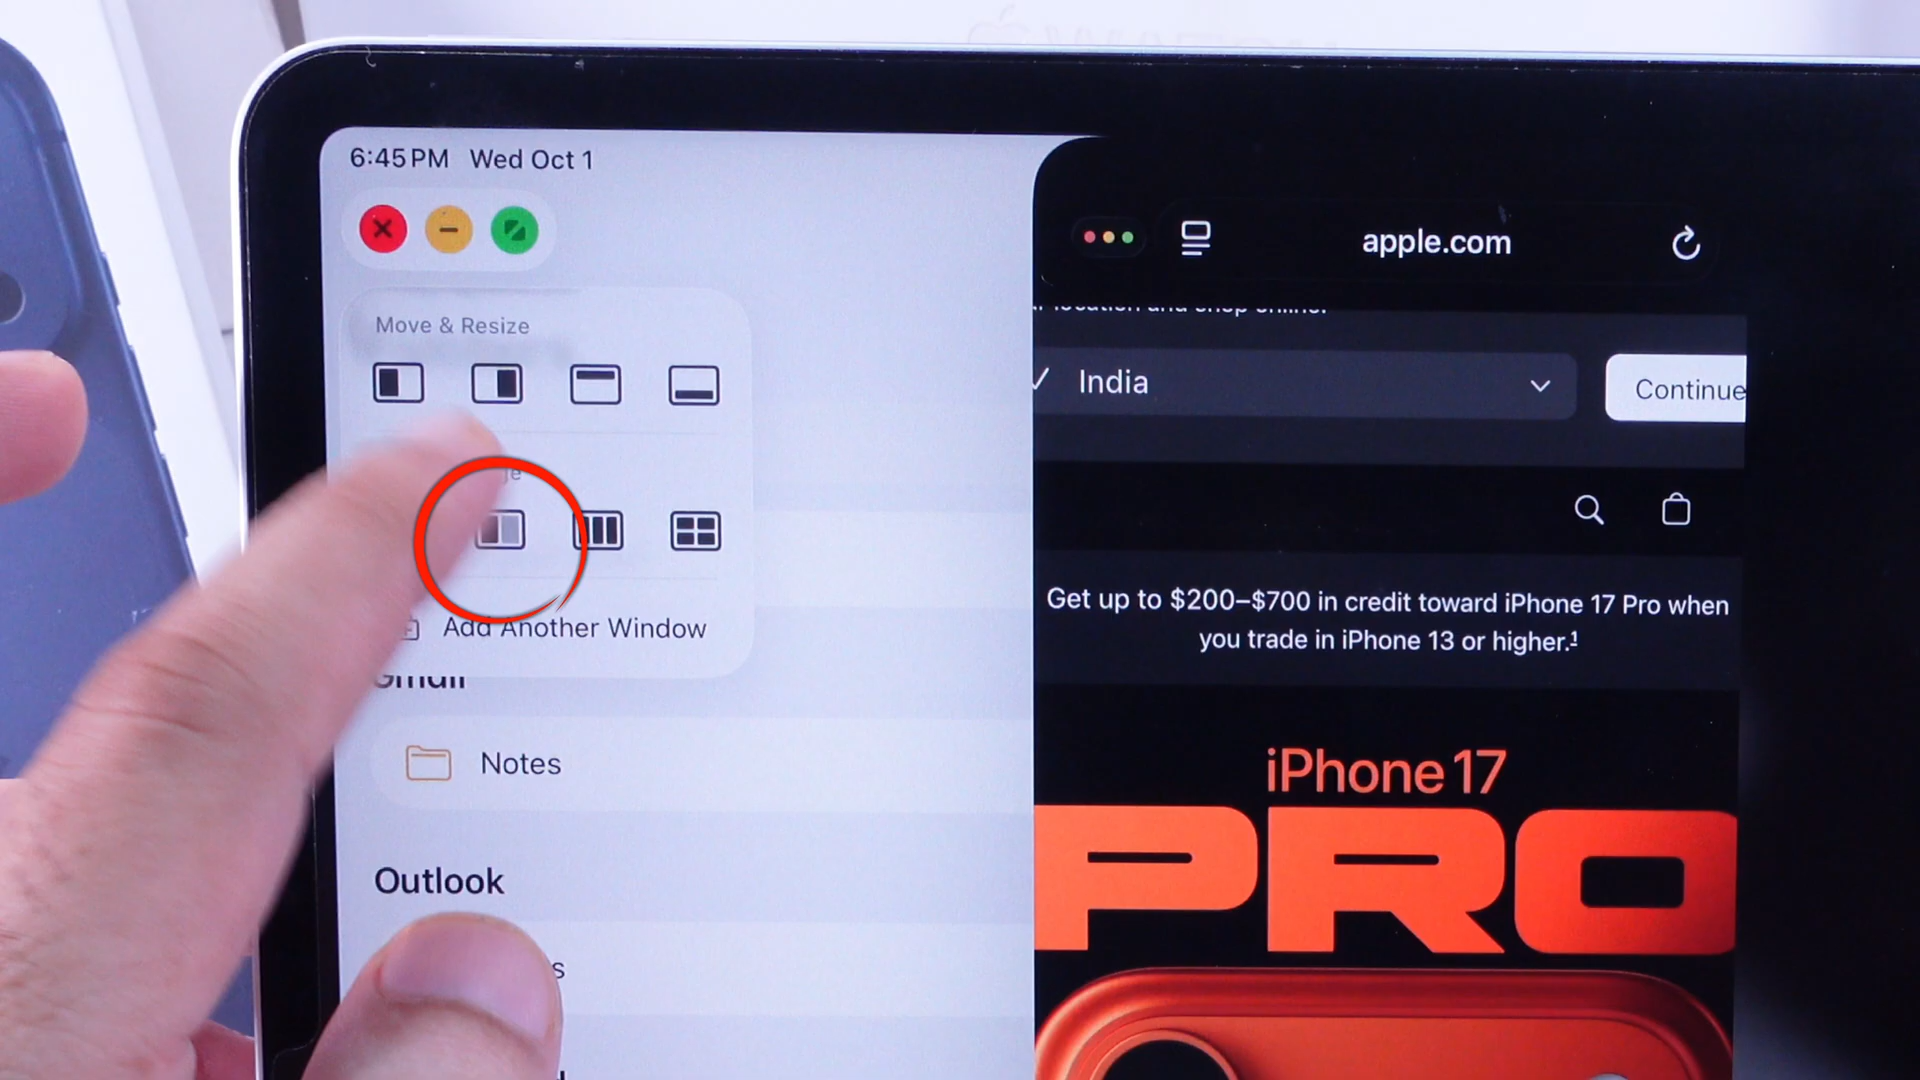 6:45 PM Wed Oct 1
apple.com
Move & Resize
India
Continue
Add Another Window
Get up to $200–$700 in credit toward iPhone 17 Pro when
you trade in iPhone 13 or higher.¹
Gmail
Notes
iPhone 17
PRO
Outlook